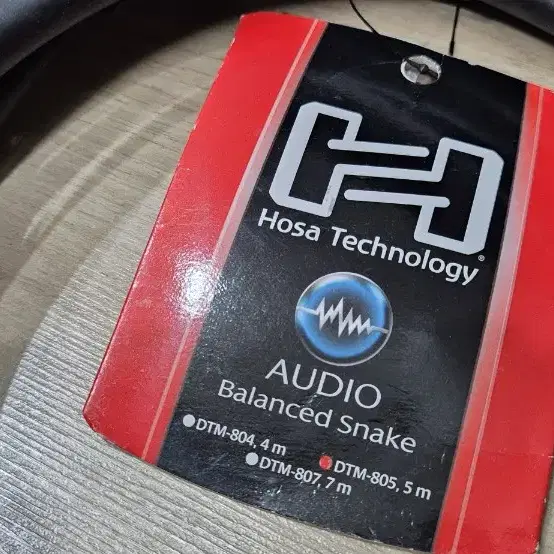 Hosa Technology®
AUDIO
Balanced Snake
DTM-804, 4 m
DTM-805, 5 m
DTM-807, 7 m